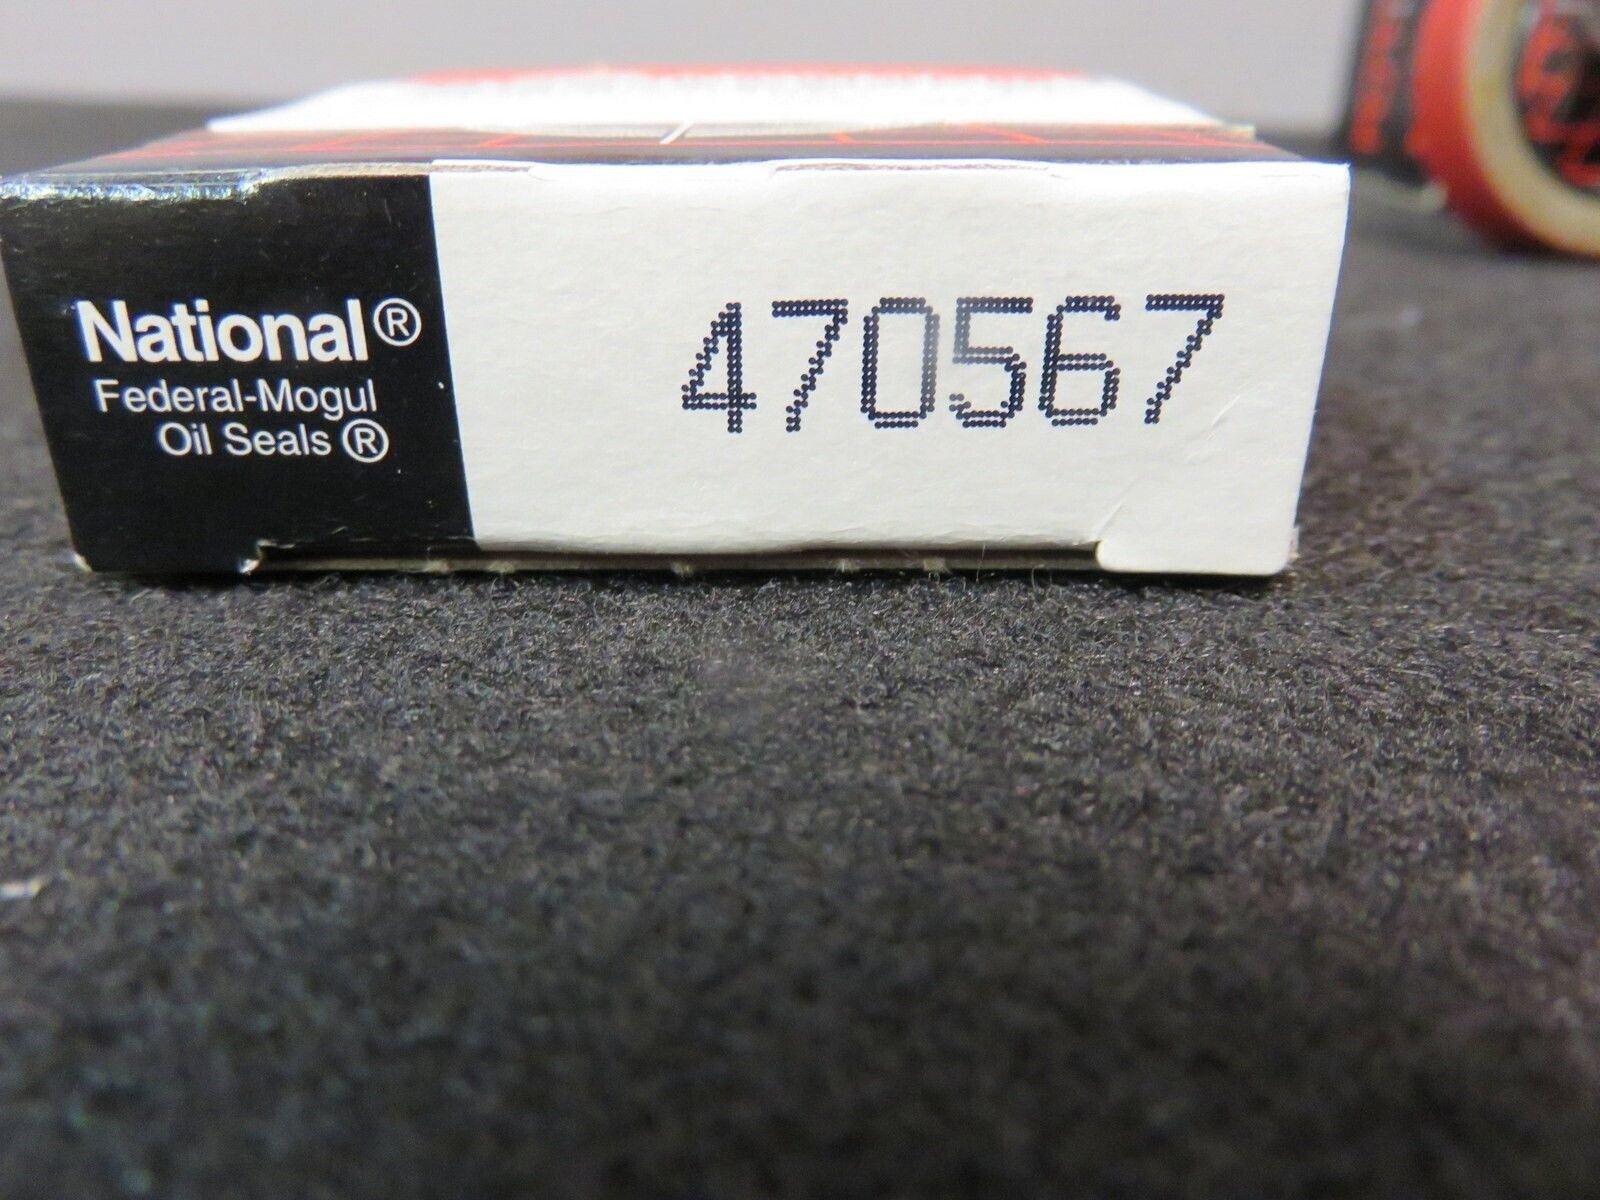 National®
Federal-Mogul
Oil Seals ®
470567